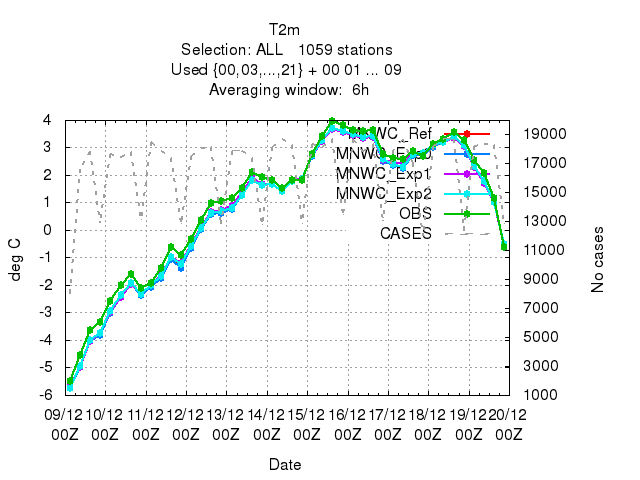 T2m
Selection: ALL   1059 stations
Used {00,03,...,21} + 00 01 ... 09
Averaging window:  6h
4
3
2
1
0
-1
-2
-3
-4
-5
-6
deg C
19000
17000
15000
13000
11000
9000
7000
5000
3000
1000
No cases
MNWC_Ref
MNWC_Exp1
MNWC_Exp2
OBS
CASES
09/12 10/12 11/12 12/12 13/12 14/12 15/12 16/12 17/12 18/12 19/12 20/12
00Z 00Z 00Z 00Z 00Z 00Z 00Z 00Z 00Z 00Z 00Z 00Z
Date